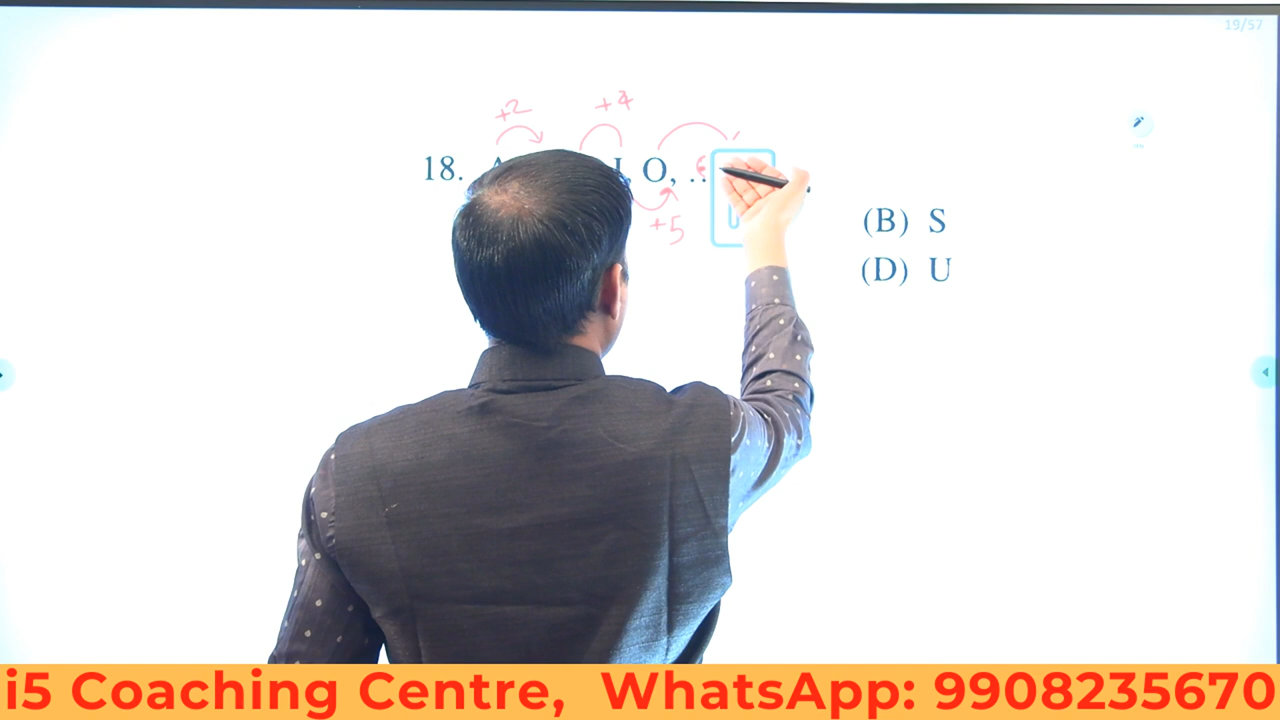 19/57
+2 +4
18. A J, O, ...
+5
(B) S
(D) U
i5 Coaching Centre, WhatsApp: 9908235670